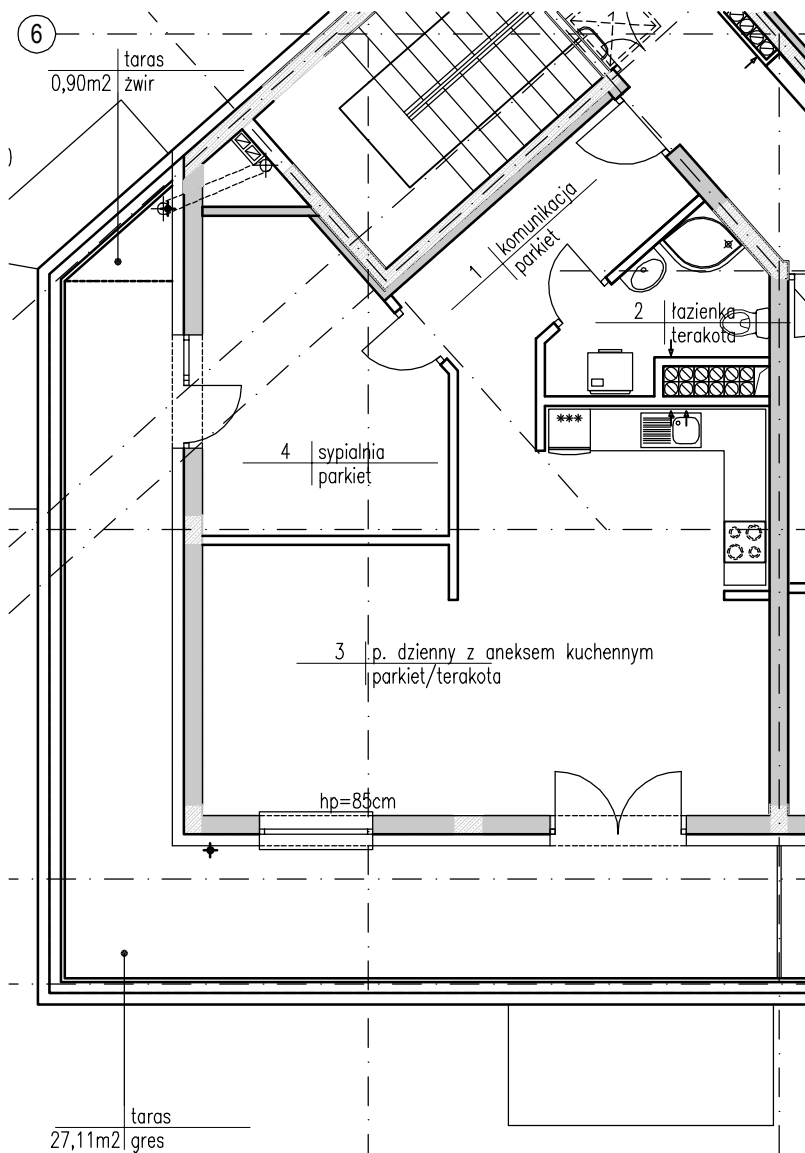 6
taras
0,90m2 żwir
1 komunikacja
parkiet
2 łazienka
terakota
4 sypialnia
parkiet
3 p. dzienny z aneksem kuchennym
parkiet/terakota
hp=85cm
taras
27,11m2 gres